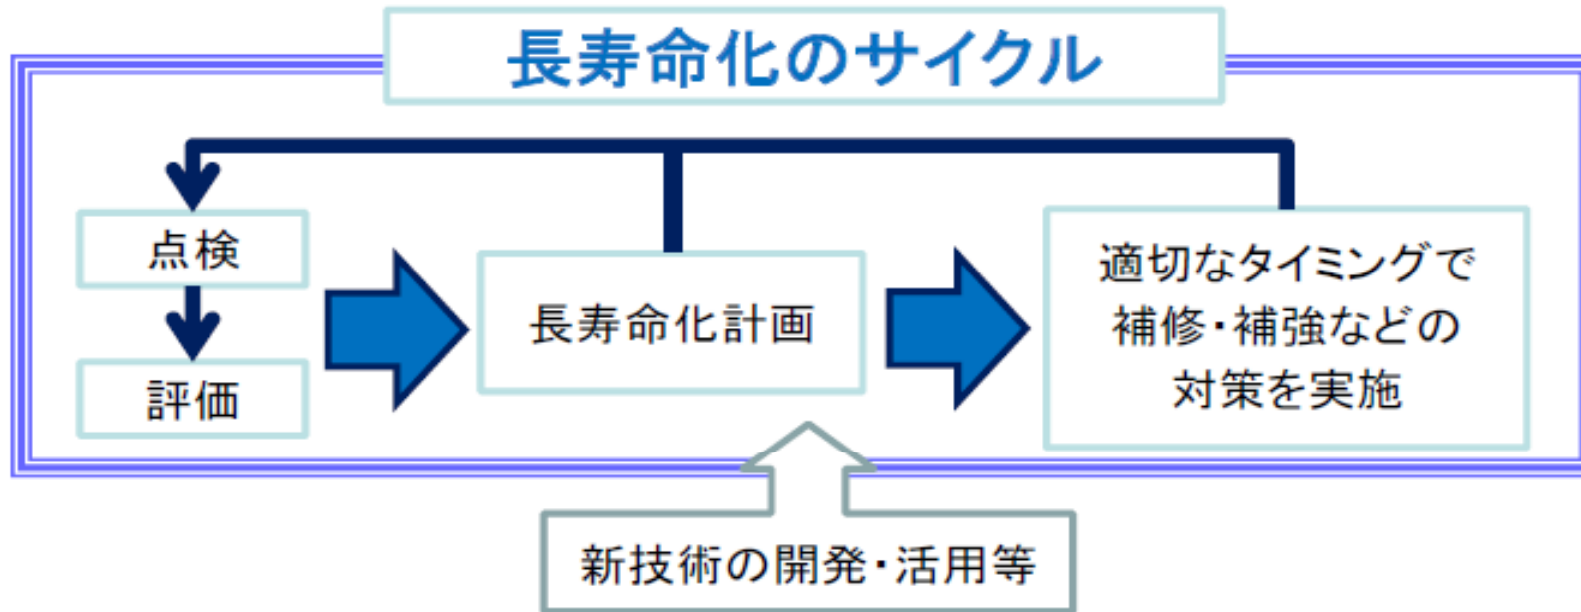 長寿命化のサイクル
点検
評価
長寿命化計画
適切なタイミングで
補修・補強などの
対策を実施
新技術の開発・活用等